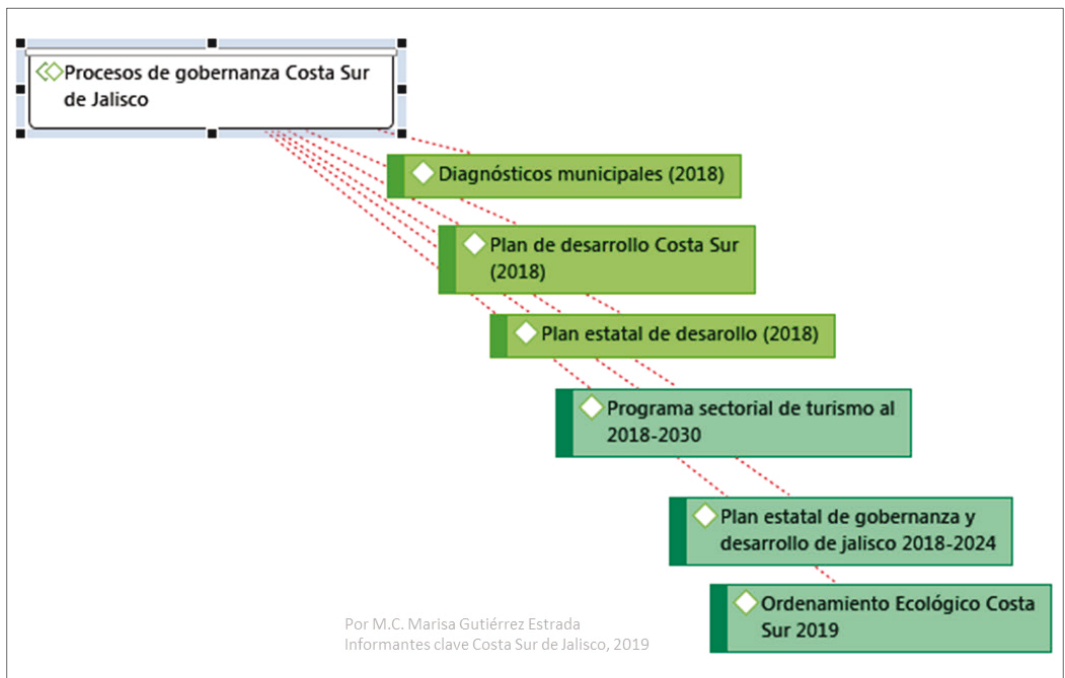 Procesos de gobernanza Costa Sur
de Jalisco
Diagnósticos municipales (2018)
Plan de desarrollo Costa Sur
(2018)
Plan estatal de desarollo (2018)
Programa sectorial de turismo al
2018-2030
Plan estatal de gobernanza y
desarrollo de jalisco 2018-2024
Ordenamiento Ecológico Costa
Sur 2019
Por M.C. Marisa Gutiérrez Estrada
Informantes clave Costa Sur de Jalisco, 2019